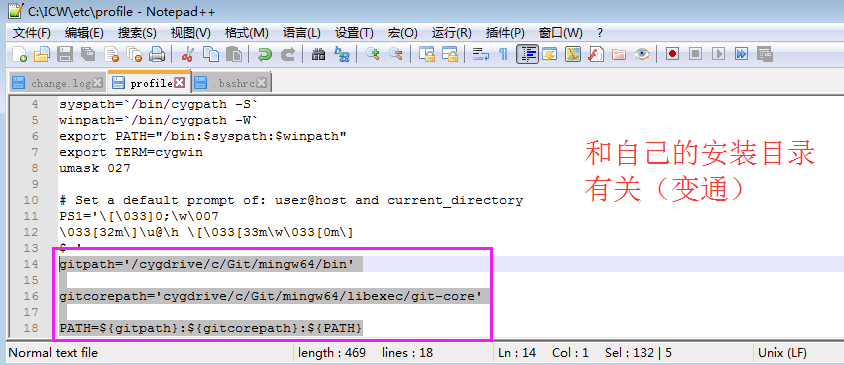 C:\ICW\etc\profile - Notepad++
文件(F) 编辑(E) 搜索(S) 视图(V) 格式(M) 语言(L) 设置(T) 宏(O) 运行(R) 插件(P) 窗口(W) ?
change.log profile .bashrc
4 syspath=`/bin/cygpath -S`
5 winpath=`/bin/cygpath -W`
6 export PATH="/bin:$syspath:$winpath"
7 export TERM=cygwin
8 umask 027
9
10 # Set a default prompt of: user@host and current_directory
11 PS1='\[\033]0;\w\007
12 \033[32m\]\u@\h \[\033[33m\w\033[0m\]
13 $ '
14 gitpath='/cygdrive/c/Git/mingw64/bin'
15
16 gitcorepath='cygdrive/c/Git/mingw64/libexec/git-core'
17
18 PATH=${gitpath}:${gitcorepath}:${PATH}
和自己的安装目录
有关（变通）
Normal text file length : 469 lines : 18 Ln : 14 Col : 1 Sel : 132 | 5 Unix (LF)